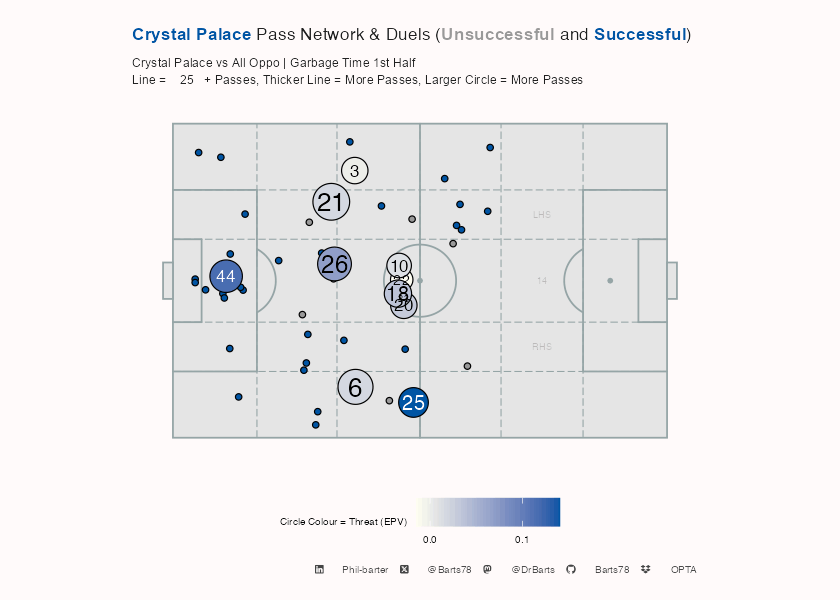 Crystal Palace Pass Network & Duels (Unsuccessful and Successful)
Crystal Palace vs All Oppo | Garbage Time 1st Half
Line = 25 + Passes, Thicker Line = More Passes, Larger Circle = More Passes
3
21
LHS
26
10
44
14
18
20
RHS
6
25
Circle Colour = Threat (EPV)
0.0 0.1
Phil-barter @Barts78 @DrBarts Barts78 OPTA